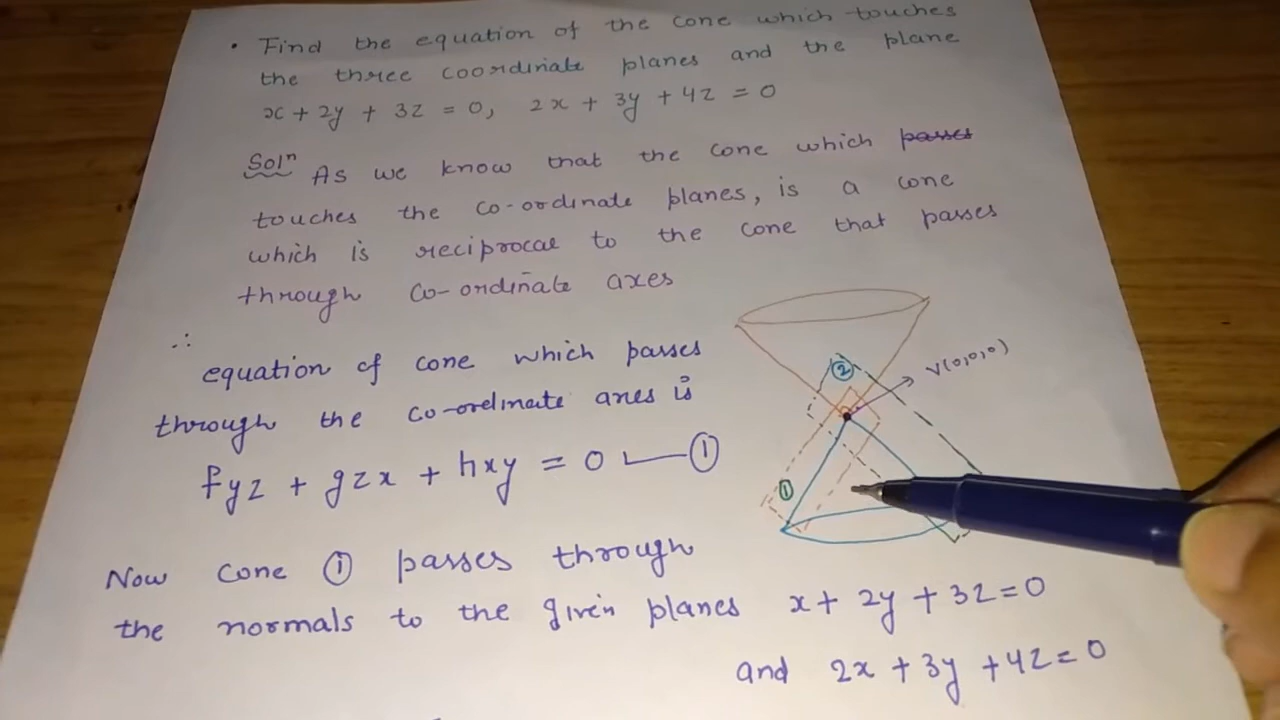 • Find the equation of the cone which touches
the three coordinate planes and the plane
x + 2y + 3z = 0, 2x + 3y + 4z = 0
Solⁿ As we know that the cone which passes
touches the co-ordinate planes, is a cone
which is reciprocal to the cone that passes
through co-ordinate axes
∴
equation of cone which passes
through the co-ordinate axes is
fyz + gzx + hxy = 0 — ①
② V(0,0,0)
①
Now cone ① passes through
the normals to the given planes x + 2y + 3z = 0
and 2x + 3y + 4z = 0